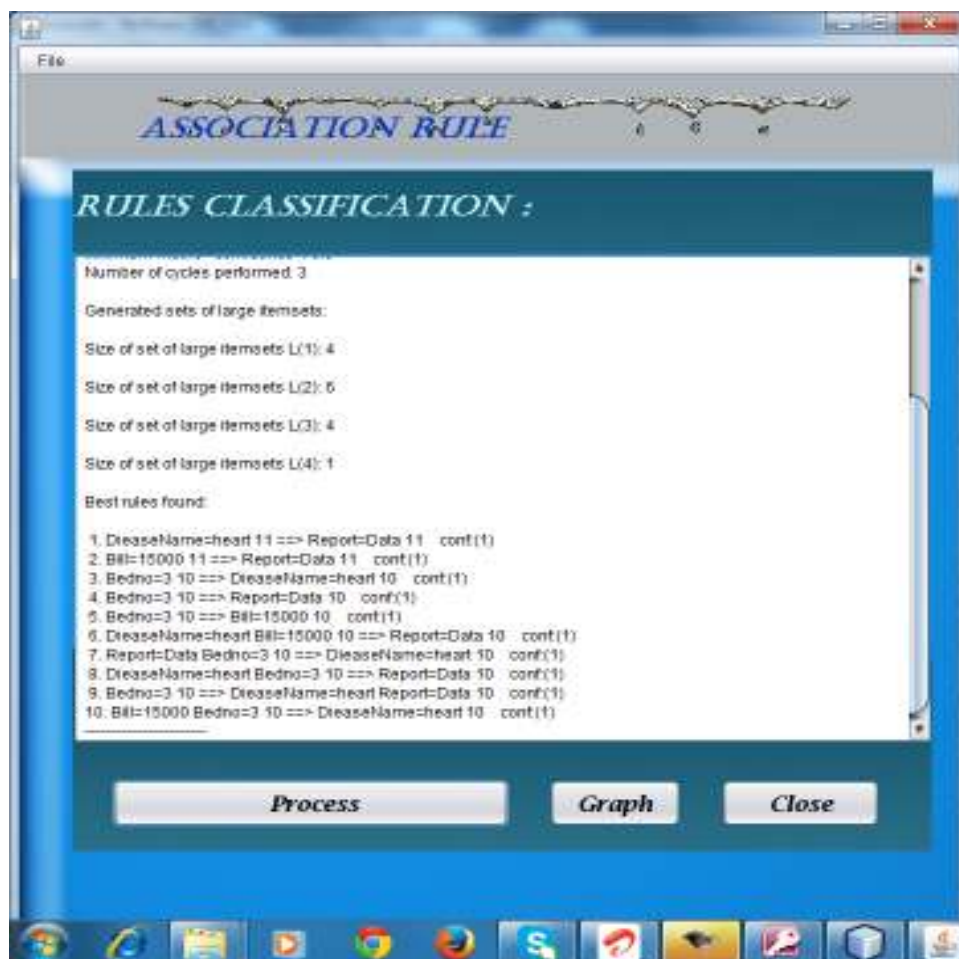 File
ASSOCIATION RULE
RULES CLASSIFICATION :
Number of cycles performed: 3
Generated sets of large itemsets:
Size of set of large itemsets L(1): 4
Size of set of large itemsets L(2): 6
Size of set of large itemsets L(3): 4
Size of set of large itemsets L(4): 1
Best rules found:
1. DieaseName=heart 11 ==> Report=Data 11 conf:(1)
2. Bill=15000 11 ==> Report=Data 11 conf:(1)
3. Bedno=3 10 ==> DieaseName=heart 10 conf:(1)
4. Bedno=3 10 ==> Report=Data 10 conf:(1)
5. Bedno=3 10 ==> Bill=15000 10 conf:(1)
6. DieaseName=heart Bill=15000 10 ==> Report=Data 10 conf:(1)
7. Report=Data Bedno=3 10 ==> DieaseName=heart 10 conf:(1)
8. DieaseName=heart Bedno=3 10 ==> Report=Data 10 conf:(1)
9. Bedno=3 10 ==> DieaseName=heart Report=Data 10 conf:(1)
10. Bill=15000 Bedno=3 10 ==> DieaseName=heart 10 conf:(1)
Process
Graph
Close